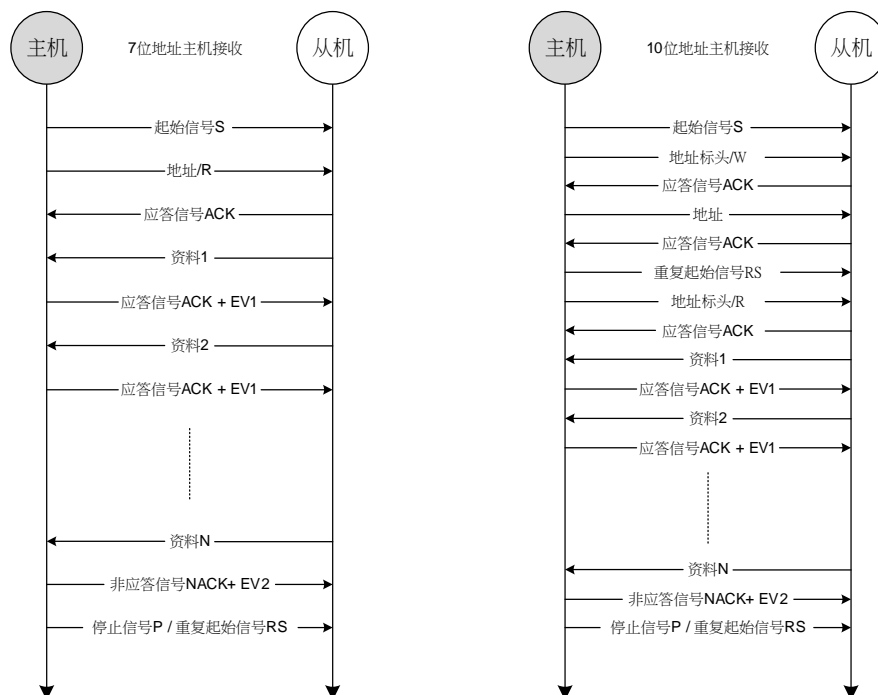 主机
7位地址主机接收
从机
起始信号S
地址/R
应答信号ACK
资料1
应答信号ACK + EV1
资料2
应答信号ACK + EV1
资料N
非应答信号NACK+ EV2
停止信号P / 重复起始信号RS
主机
10位地址主机接收
从机
起始信号S
地址标头/W
应答信号ACK
地址
应答信号ACK
重复起始信号RS
地址标头/R
应答信号ACK
资料1
应答信号ACK + EV1
资料2
应答信号ACK + EV1
资料N
非应答信号NACK+ EV2
停止信号P / 重复起始信号RS